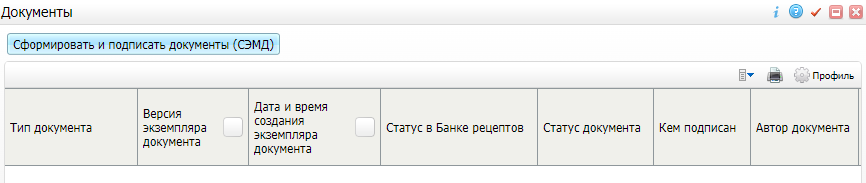 Документы
Сформировать и подписать документы (СЭМД)
Профиль
Тип документа
Версия
экземпляра
документа
Дата и время
создания
экземпляра
документа
Статус в Банке рецептов
Статус документа
Кем подписан
Автор документа